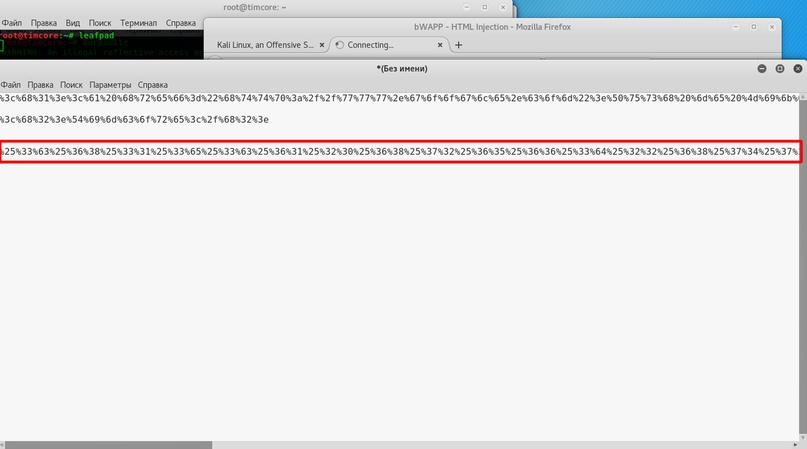 root@timcore: ~
Файл Правка Вид Поиск Терминал Справка
root@timcore:~# leafpad
bWAPP - HTML Injection - Mozilla Firefox
Kali Linux, an Offensive S... × Connecting... × +
*(Без имени)
Файл Правка Поиск Параметры Справка
%3c%68%31%3e%3c%61%20%68%72%65%66%3d%22%68%74%74%70%3a%2f%2f%77%77%77%2e%67%6f%6f%67%6c%65%2e%63%6f%6d%22%3e%50%75%73%68%20%6d%65%20%4d%69%6b%
%3c%68%32%3e%54%69%6d%63%6f%72%65%3c%2f%68%32%3e
%25%33%63%25%36%38%25%33%31%25%33%65%25%33%63%25%36%31%25%32%30%25%36%38%25%37%32%25%36%35%25%36%36%25%33%64%25%32%32%25%36%38%25%37%34%25%37%